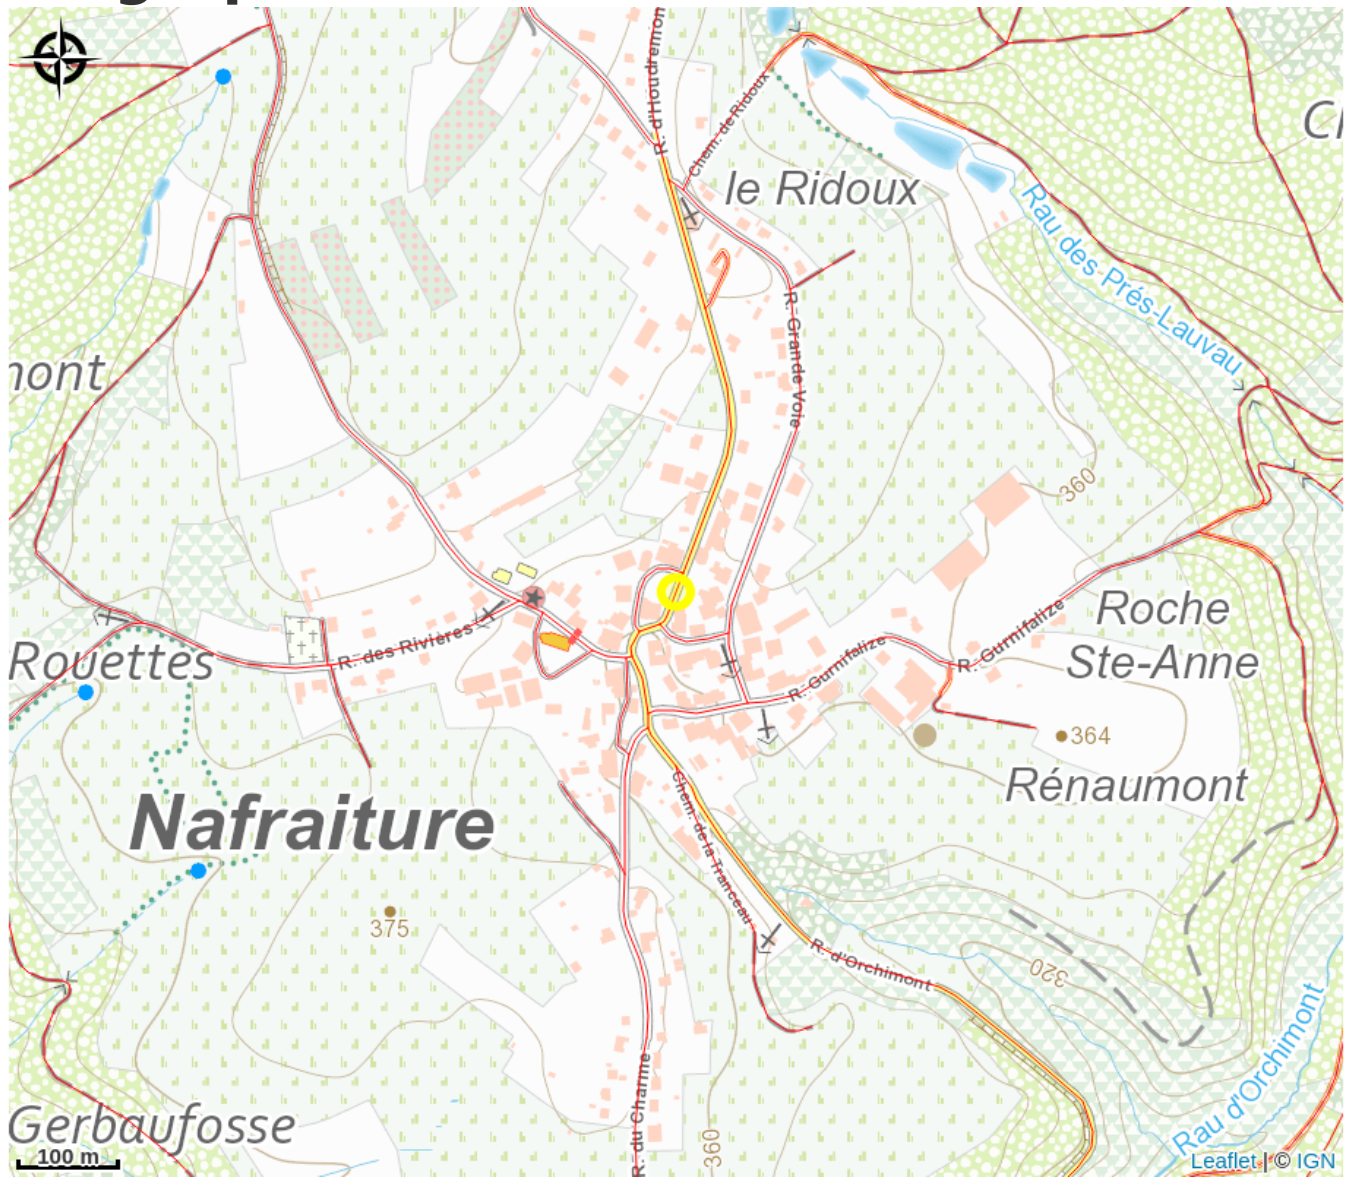 R. d'Houdremont
Chem. de Ridoux
le Ridoux
Rau des Prés-Lauvau
R. Grande Voie
mont
360
Roche
Ste-Anne
R. des Rivières
R. Gurnifalize
R. Gurnifalize
Rouettes
364
Rénaumont
Nafraiture
Chem. de la Tranceau
375
R. d'Orchimont
320
Rau d'Orchimont
R. du Charme
360
Gerbaufosse
100 m
Leaflet | © IGN